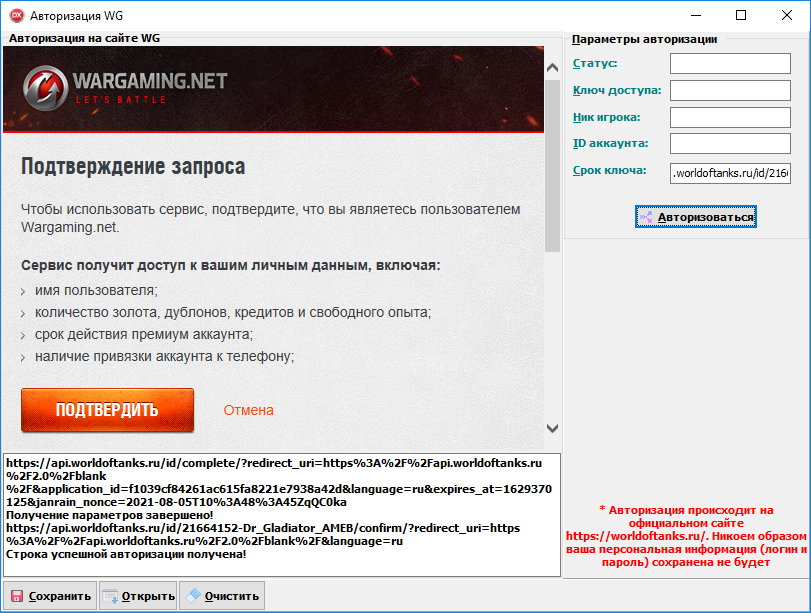 Авторизация WG
Авторизация на сайте WG
WARGAMING.NET
LET'S BATTLE
Подтверждение запроса
Чтобы использовать сервис, подтвердите, что вы являетесь пользователем
Wargaming.net.
Сервис получит доступ к вашим личным данным, включая:
имя пользователя;
количество золота, дублонов, кредитов и свободного опыта;
срок действия премиум аккаунта;
наличие привязки аккаунта к телефону;
ПОДТВЕРДИТЬ
Отмена
https://api.worldoftanks.ru/id/complete/?redirect_uri=https%3A%2F%2Fapi.worldoftanks.ru
%2F2.0%2Fblank
%2F&application_id=f1039cf84261ac615fa8221e7938a42d&language=ru&expires_at=1629370
125&janrain_nonce=2021-08-05T10%3A48%3A45ZqQC0ka
Получение параметров завершено!
https://api.worldoftanks.ru/id/21664152-Dr_Gladiator_AMEB/confirm/?redirect_uri=https
%3A%2F%2Fapi.worldoftanks.ru%2F2.0%2Fblank%2F&language=ru
Строка успешной авторизации получена!
Параметры авторизации
Статус:
Ключ доступа:
Ник игрока:
ID аккаунта:
Срок ключа:
.worldoftanks.ru/id/216
Авторизоваться
* Авторизация происходит на
официальном сайте
https://worldoftanks.ru/. Никоем образом
ваша персональная информация (логин и
пароль) сохранена не будет
Сохранить
Открыть
Очистить